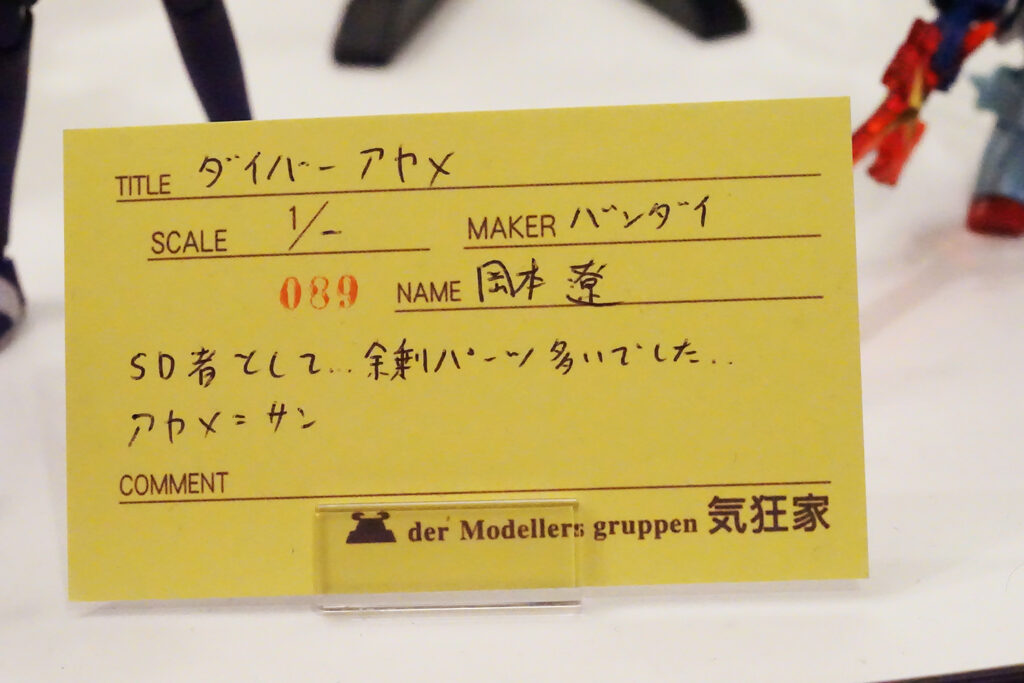 TITLE ダイバーアヤメ
SCALE 1/-
MAKER バンダイ
089
NAME 岡本 遼
SD者として... 余剰パーツ多いでした..
アヤメ=サン
COMMENT
der Modellers gruppen 気狂家